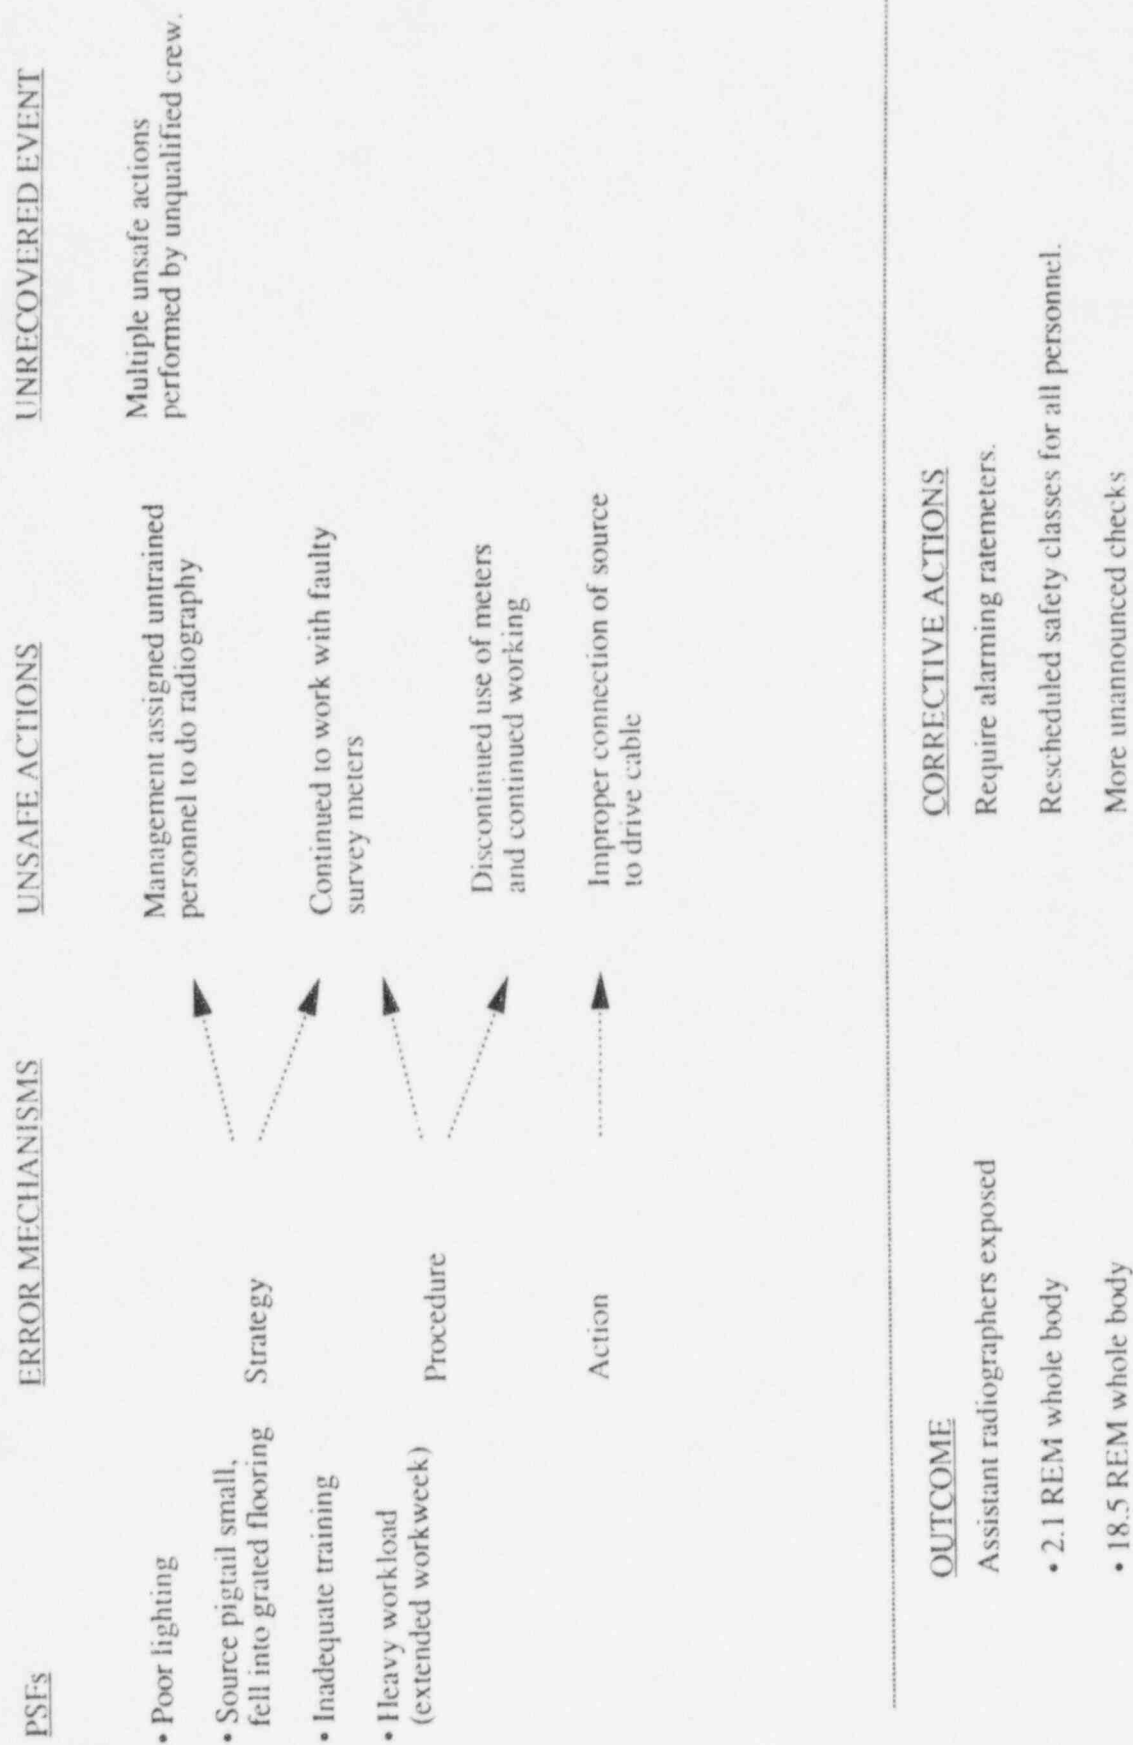 PSFs
• Poor lighting
• Source pigtail small,
fell into grated flooring
• Inadequate training
• Heavy workload
(extended workweek)
ERROR MECHANISMS
Strategy
Procedure
Action
UNSAFE ACTIONS
Management assigned untrained
personnel to do radiography
Continued to work with faulty
survey meters
Discontinued use of meters
and continued working
Improper connection of source
to drive cable
UNRECOVERED EVENT
Multiple unsafe actions
performed by unqualified crew.
OUTCOME
Assistant radiographers exposed
• 2.1 REM whole body
• 18.5 REM whole body
CORRECTIVE ACTIONS
Require alarming ratemeters.
Rescheduled safety classes for all personnel.
More unannounced checks